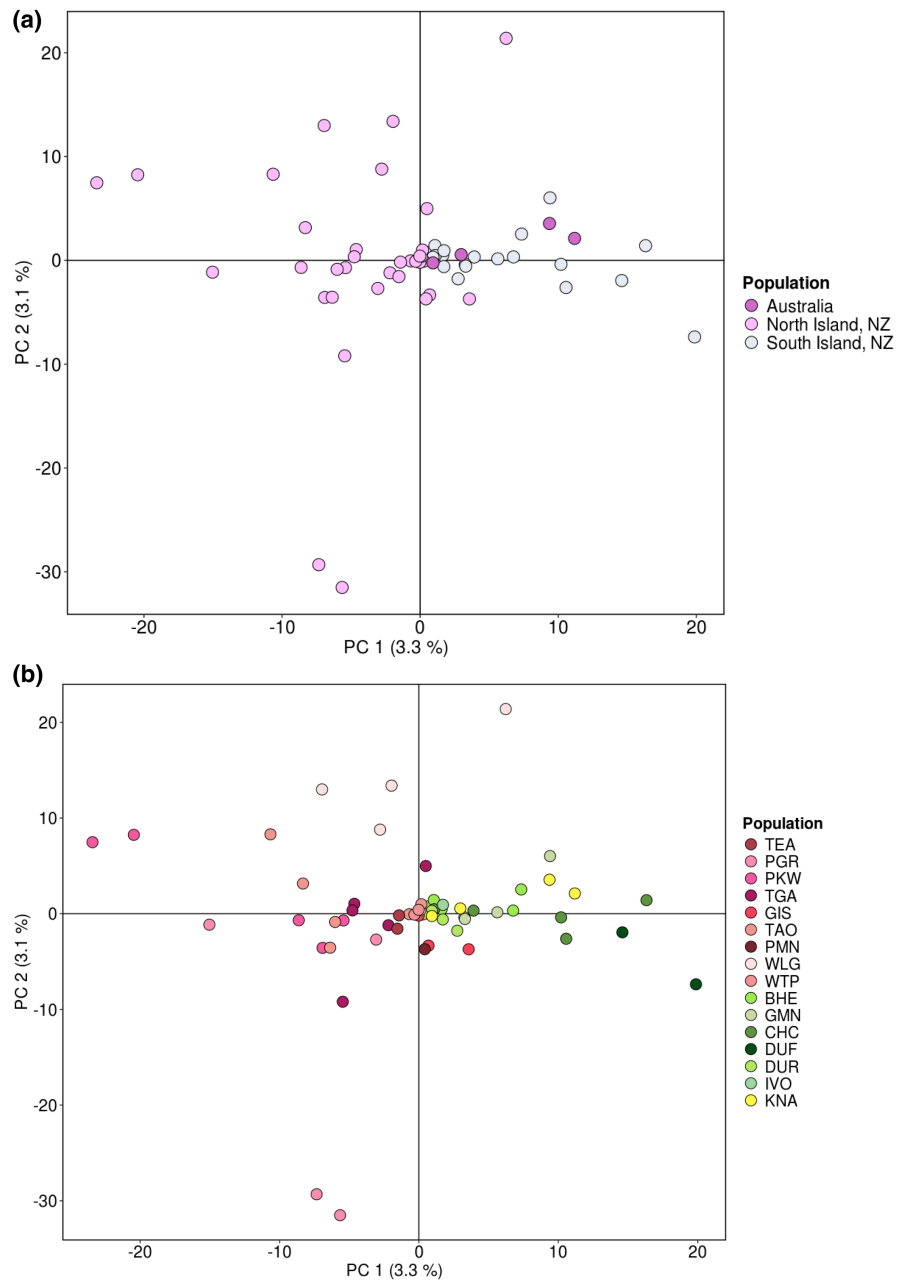 (a)
20
10
0
-10
-20
-30
PC 2 (3.1 %)
-20 -10 0 10 20
PC 1 (3.3 %)
Population
Australia
North Island, NZ
South Island, NZ
(b)
20
10
0
-10
-20
-30
PC 2 (3.1 %)
-20 -10 0 10 20
PC 1 (3.3 %)
Population
TEA
PGR
PKW
TGA
GIS
TAO
PMN
WLG
WTP
BHE
GMN
CHC
DUF
DUR
IVO
KNA